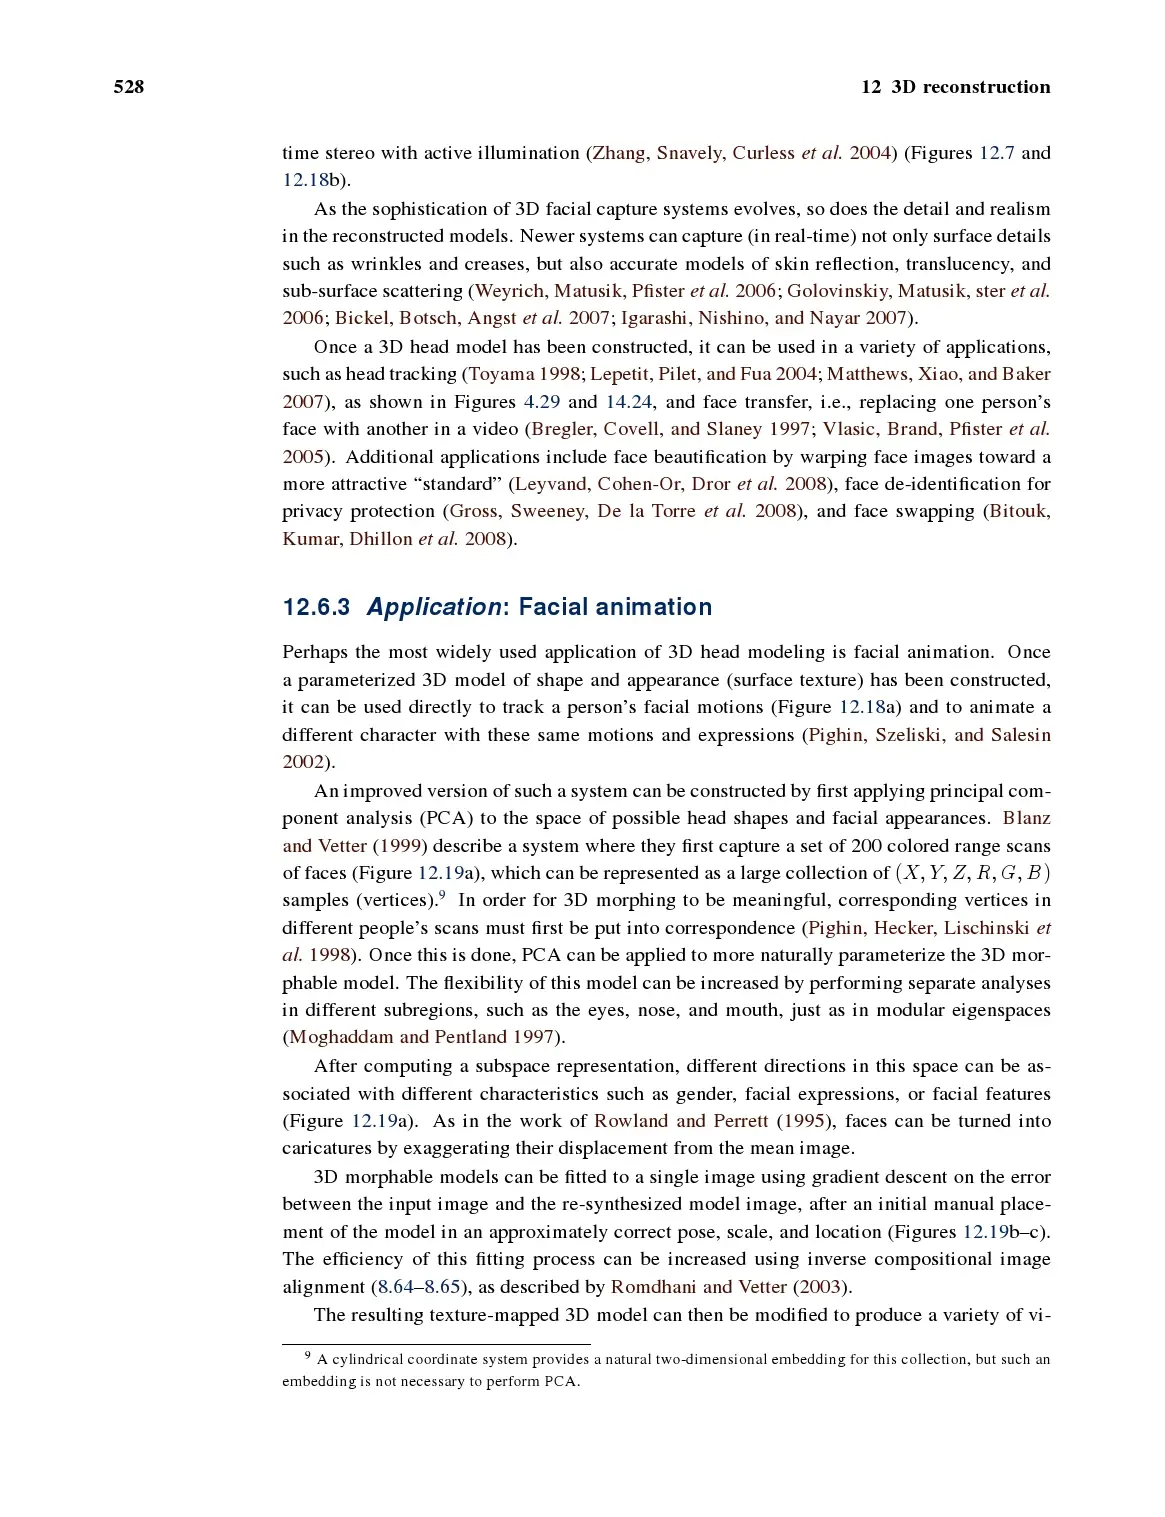 528
12 3D reconstruction
time stereo with active illumination (Zhang, Snavely, Curless et al. 2004) (Figures 12.7 and
12.18b).
As the sophistication of 3D facial capture systems evolves, so does the detail and realism
in the reconstructed models. Newer systems can capture (in real-time) not only surface details
such as wrinkles and creases, but also accurate models of skin reflection, translucency, and
sub-surface scattering (Weyrich, Matusik, Pfister et al. 2006; Golovinskiy, Matusik, ster et al.
2006; Bickel, Botsch, Angst et al. 2007; Igarashi, Nishino, and Nayar 2007).
Once a 3D head model has been constructed, it can be used in a variety of applications,
such as head tracking (Toyama 1998; Lepetit, Pilet, and Fua 2004; Matthews, Xiao, and Baker
2007), as shown in Figures 4.29 and 14.24, and face transfer, i.e., replacing one person's
face with another in a video (Bregler, Covell, and Slaney 1997; Vlasic, Brand, Pfister et al.
2005). Additional applications include face beautification by warping face images toward a
more attractive “standard” (Leyvand, Cohen-Or, Dror et al. 2008), face de-identification for
privacy protection (Gross, Sweeney, De la Torre et al. 2008), and face swapping (Bitouk,
Kumar, Dhillon et al. 2008).
12.6.3 Application: Facial animation
Perhaps the most widely used application of 3D head modeling is facial animation. Once
a parameterized 3D model of shape and appearance (surface texture) has been constructed,
it can be used directly to track a person's facial motions (Figure 12.18a) and to animate a
different character with these same motions and expressions (Pighin, Szeliski, and Salesin
2002).
An improved version of such a system can be constructed by first applying principal com-
ponent analysis (PCA) to the space of possible head shapes and facial appearances. Blanz
and Vetter (1999) describe a system where they first capture a set of 200 colored range scans
of faces (Figure 12.19a), which can be represented as a large collection of (X, Y, Z, R, G, B)
samples (vertices).⁹ In order for 3D morphing to be meaningful, corresponding vertices in
different people's scans must first be put into correspondence (Pighin, Hecker, Lischinski et
al. 1998). Once this is done, PCA can be applied to more naturally parameterize the 3D mor-
phable model. The flexibility of this model can be increased by performing separate analyses
in different subregions, such as the eyes, nose, and mouth, just as in modular eigenspaces
(Moghaddam and Pentland 1997).
After computing a subspace representation, different directions in this space can be as-
sociated with different characteristics such as gender, facial expressions, or facial features
(Figure 12.19a). As in the work of Rowland and Perrett (1995), faces can be turned into
caricatures by exaggerating their displacement from the mean image.
3D morphable models can be fitted to a single image using gradient descent on the error
between the input image and the re-synthesized model image, after an initial manual place-
ment of the model in an approximately correct pose, scale, and location (Figures 12.19b–c).
The efficiency of this fitting process can be increased using inverse compositional image
alignment (8.64–8.65), as described by Romdhani and Vetter (2003).
The resulting texture-mapped 3D model can then be modified to produce a variety of vi-
⁹ A cylindrical coordinate system provides a natural two-dimensional embedding for this collection, but such an
embedding is not necessary to perform PCA.